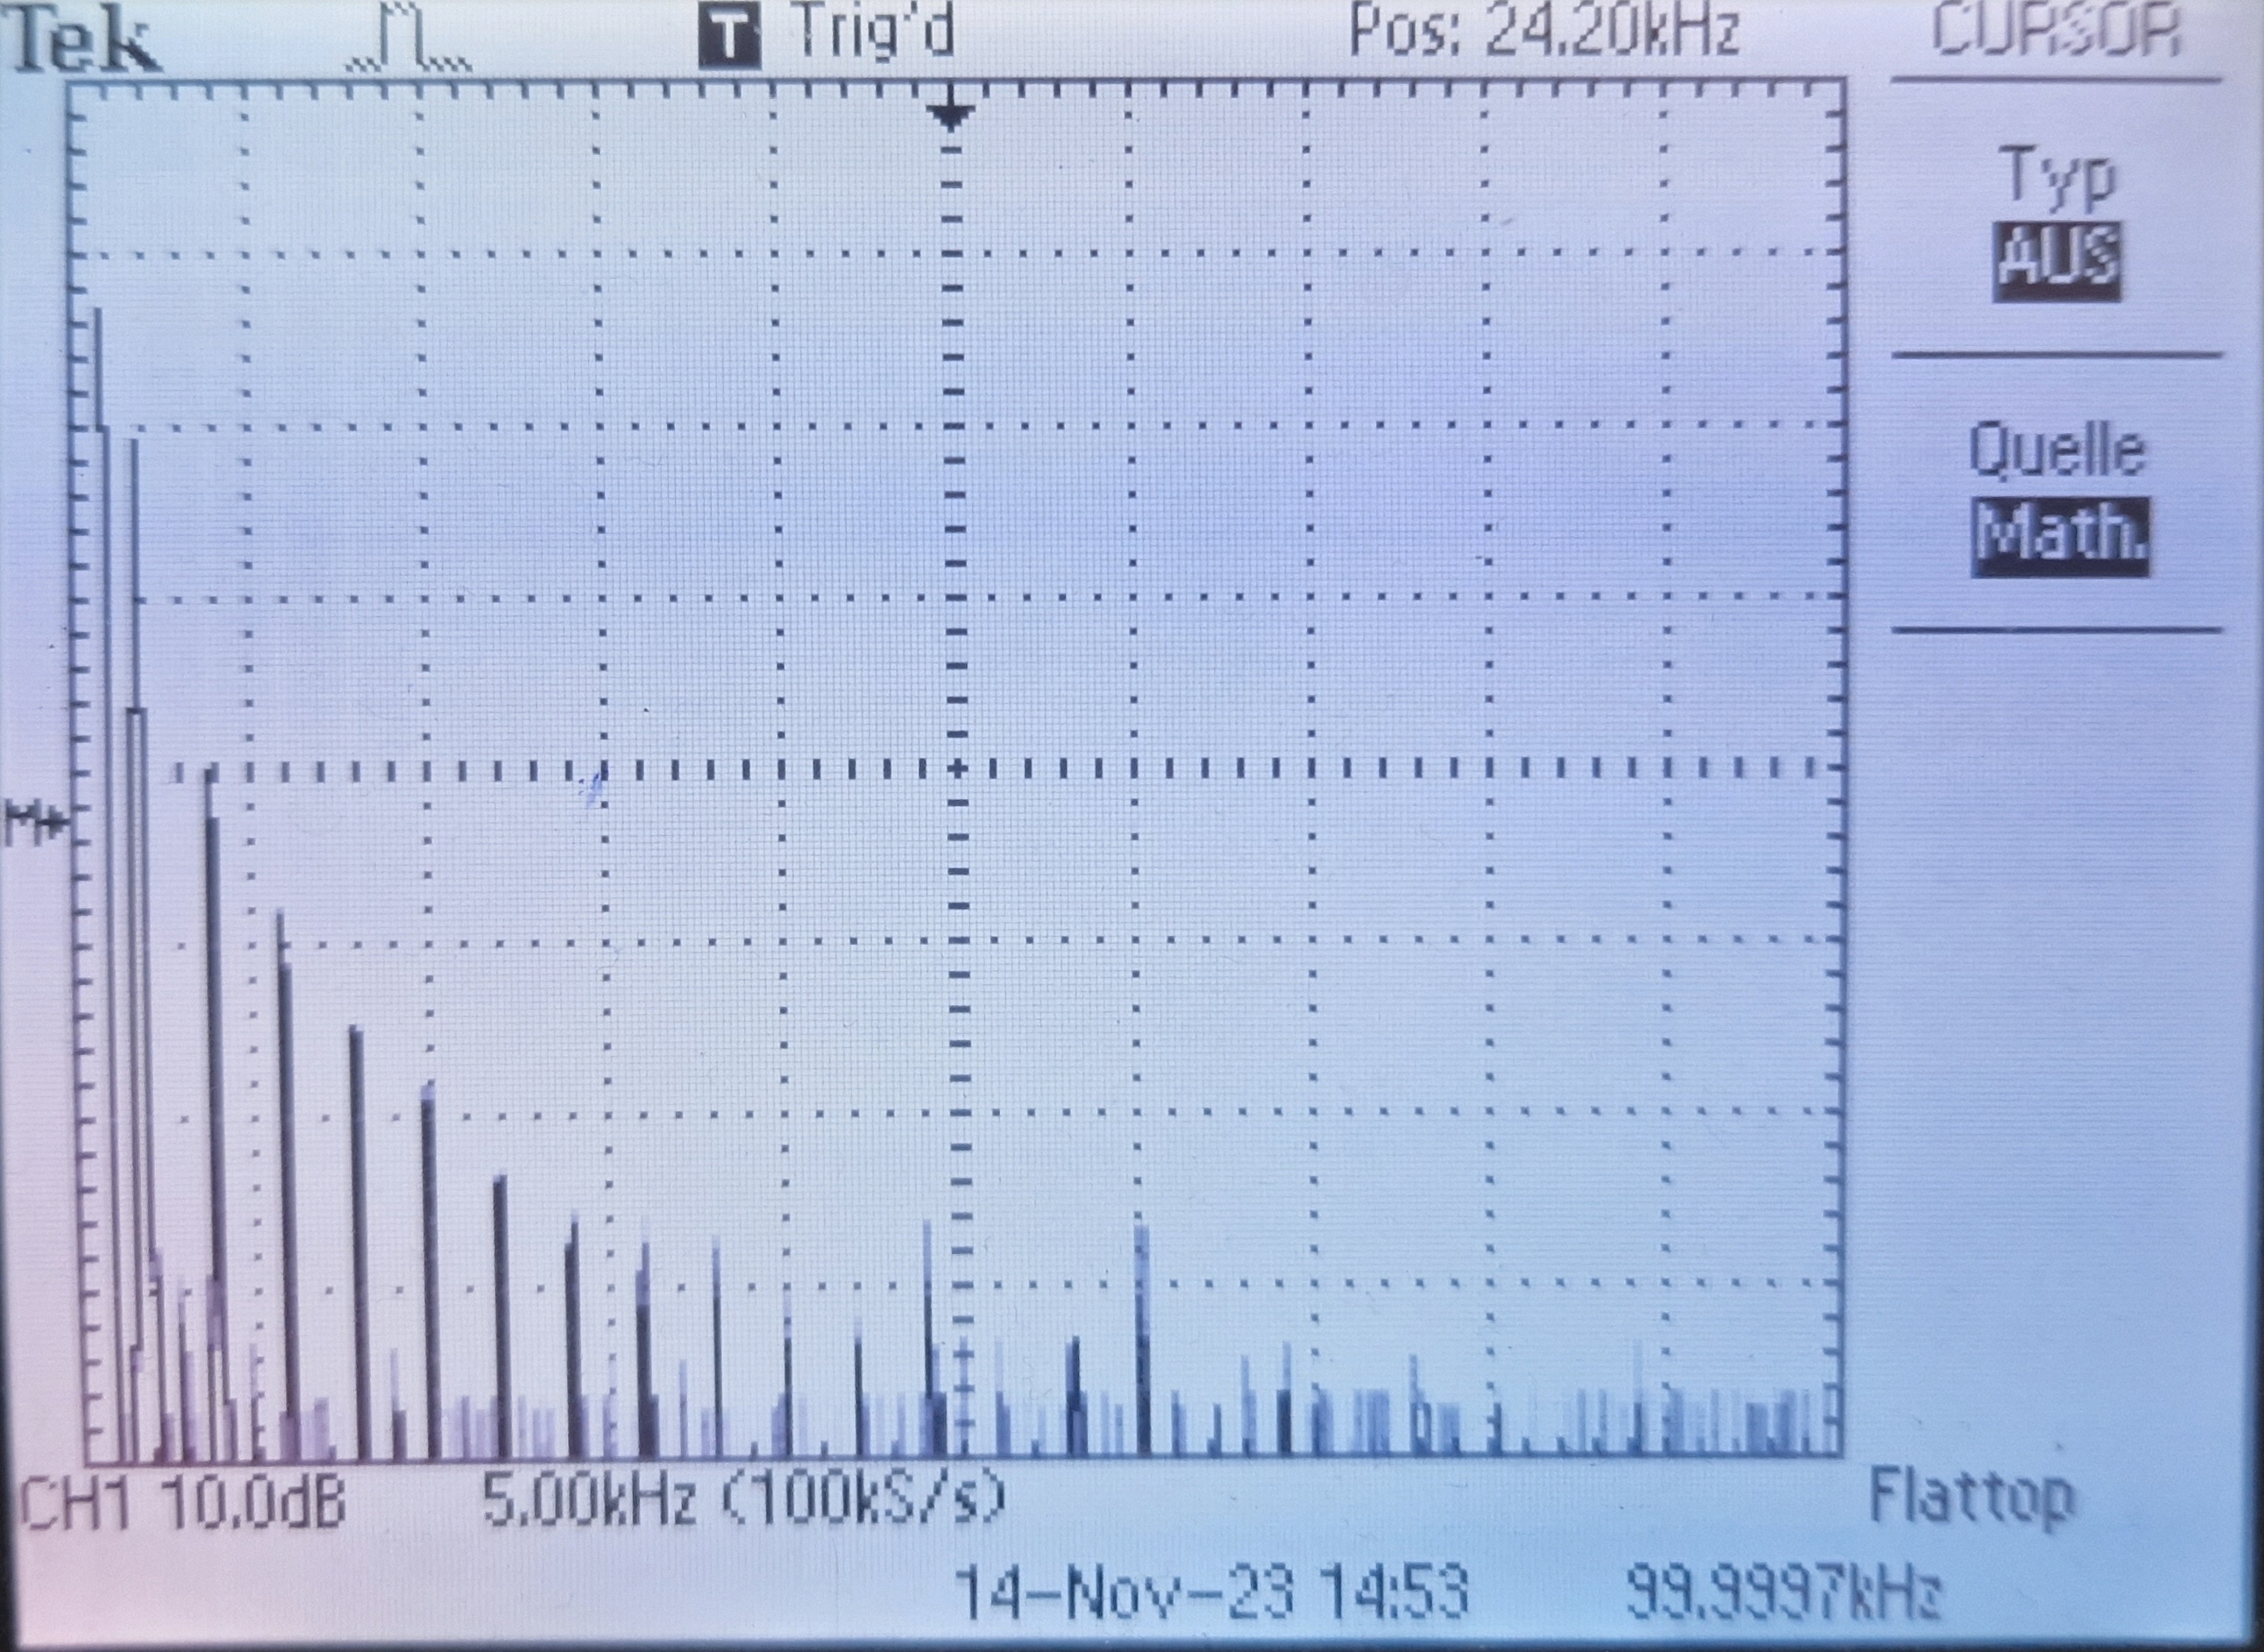 Tek T Trig'd Pos: 24.20kHz CURSOR
Typ
AUS
Quelle
Math.
M
CH1 10.0dB 5.00kHz (100kS/s) Flattop
14-Nov-23 14:53 99.9997kHz